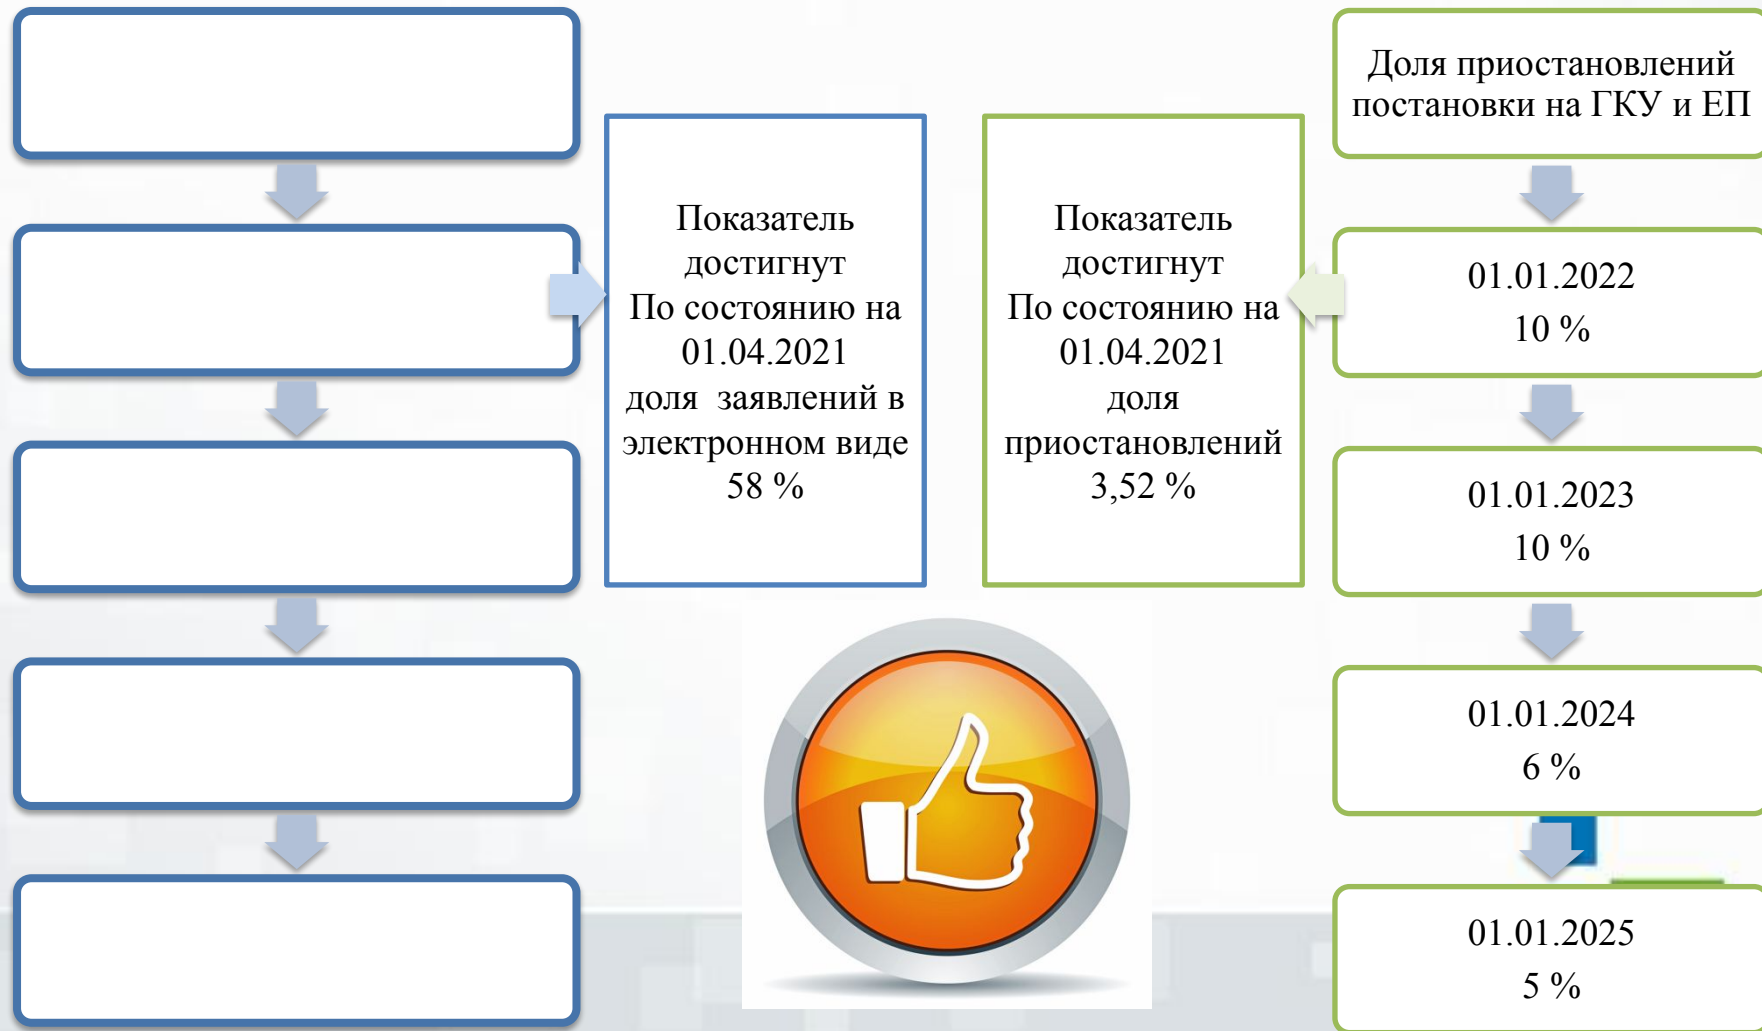 Показатель
достигнут
По состоянию на
01.04.2021
доля заявлений в
электронном виде
58 %
Показатель
достигнут
По состоянию на
01.04.2021
доля
приостановлений
3,52 %
Доля приостановлений
постановки на ГКУ и ЕП
01.01.2022
10 %
01.01.2023
10 %
01.01.2024
6 %
01.01.2025
5 %